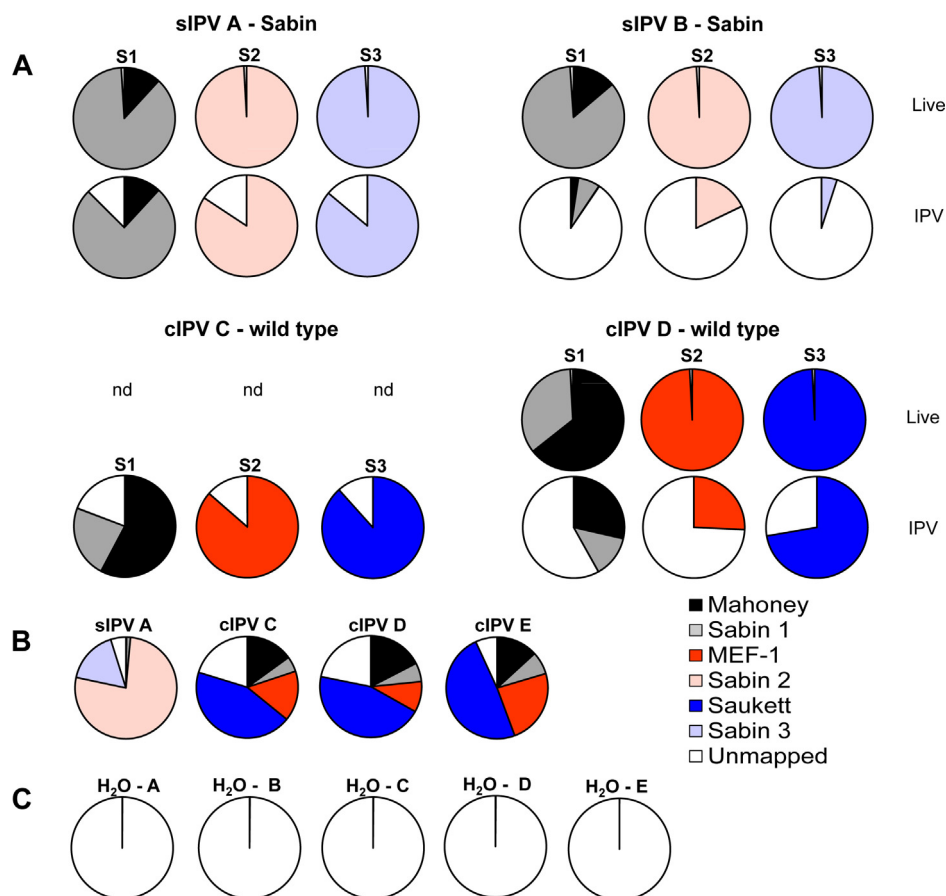 sIPV A - Sabin
sIPV B - Sabin
A
S1 S2 S3
S1 S2 S3
Live
IPV
cIPV C - wild type
cIPV D - wild type
nd nd nd
S1 S2 S3
Live
S1 S2 S3
IPV
Mahoney
Sabin 1
MEF-1
Sabin 2
Saukett
Sabin 3
Unmapped
B
sIPV A cIPV C cIPV D cIPV E
C
H₂O - A H₂O - B H₂O - C H₂O - D H₂O - E